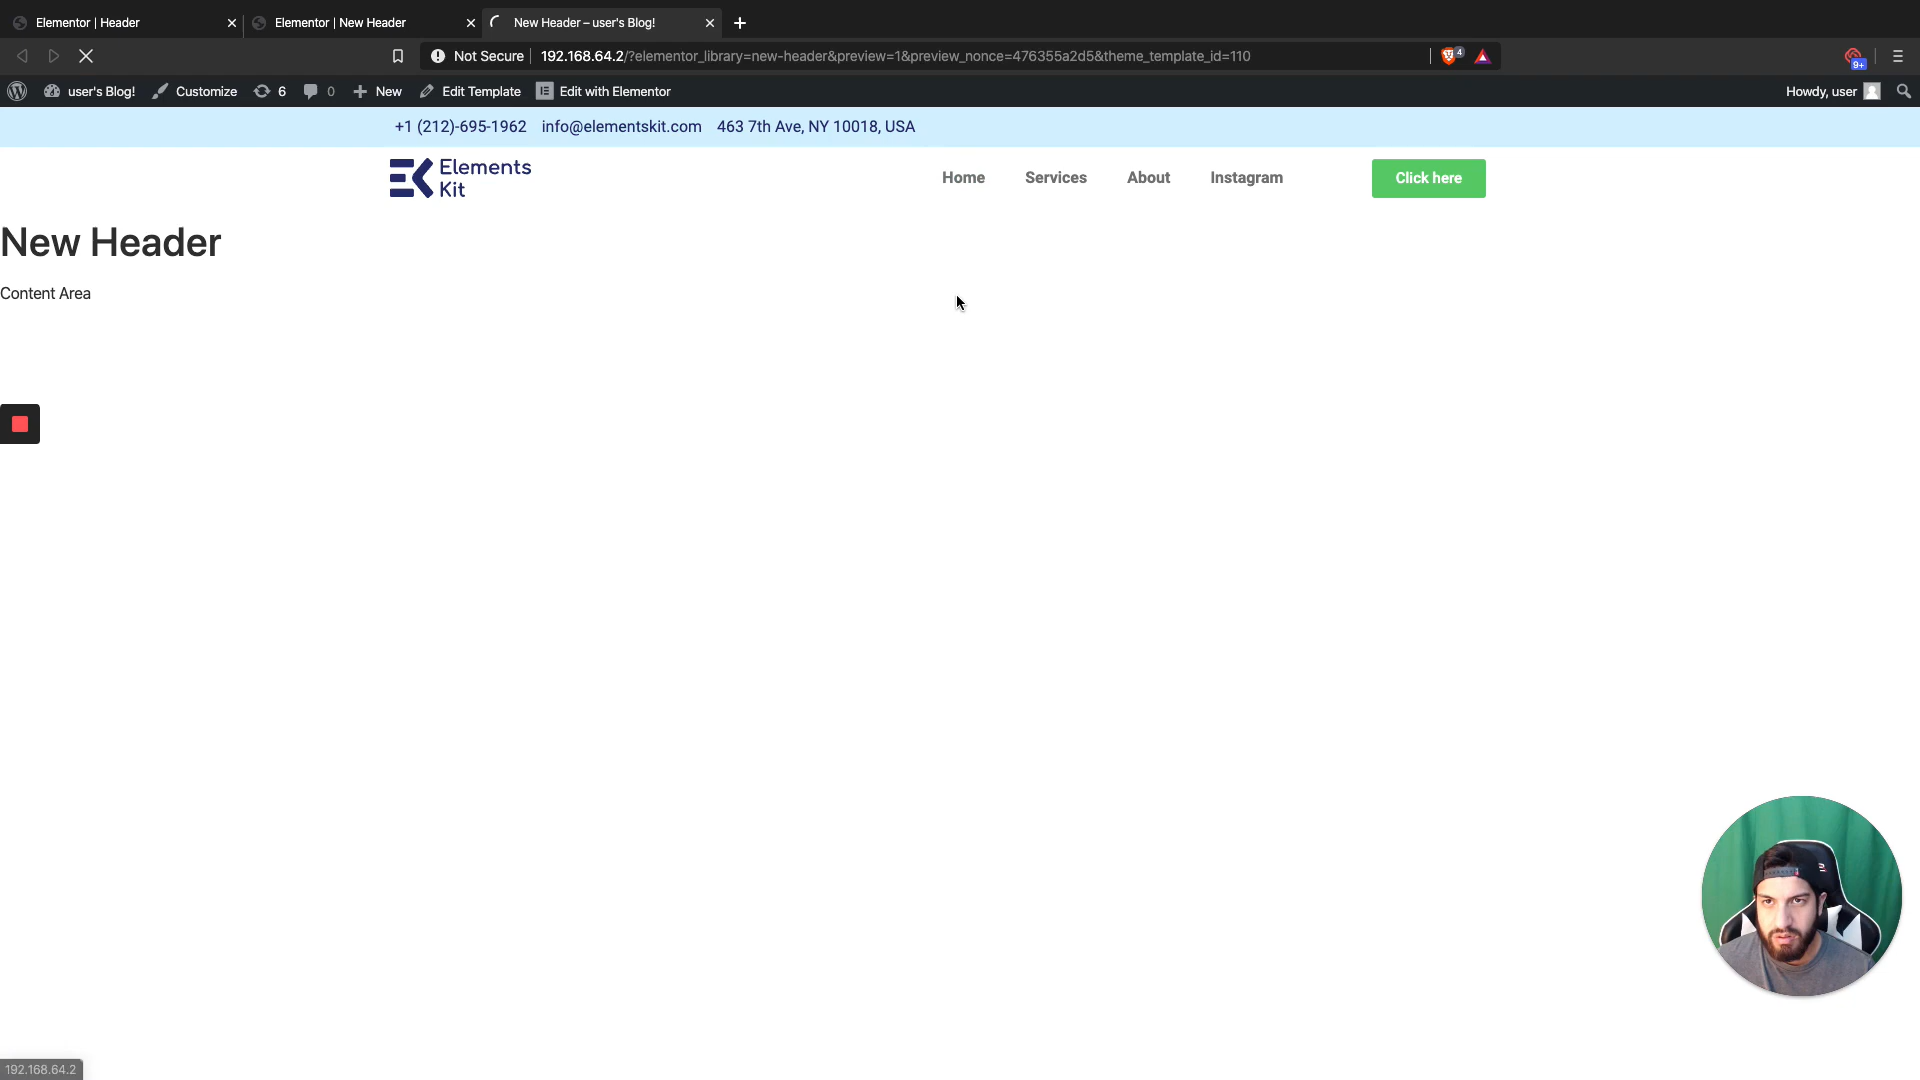 Elementor | Header
Elementor | New Header
New Header – user's Blog!
Not Secure
192.168.64.2/?elementor_library=new-header&preview=1&preview_nonce=476355a2d5&theme_template_id=110
4
9+
user's Blog!
Customize
6
0
New
Edit Template
Edit with Elementor
Howdy, user
+1 (212)-695-1962 info@elementskit.com 463 7th Ave, NY 10018, USA
Elements
Kit
Home
Services
About
Instagram
Click here
New Header
Content Area
192.168.64.2